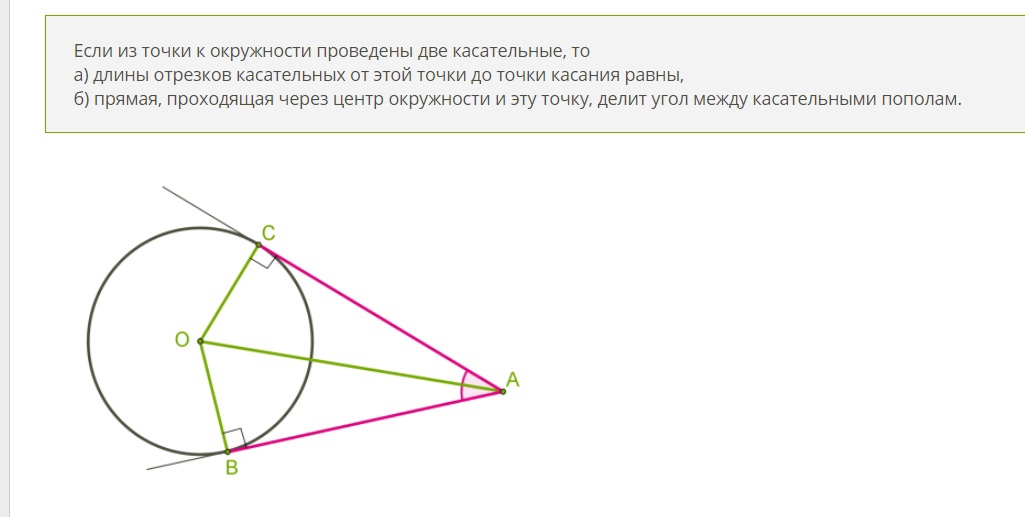 Если из точки к окружности проведены две касательные, то
а) длины отрезков касательных от этой точки до точки касания равны,
б) прямая, проходящая через центр окружности и эту точку, делит угол между касательными пополам.
C
O
A
B